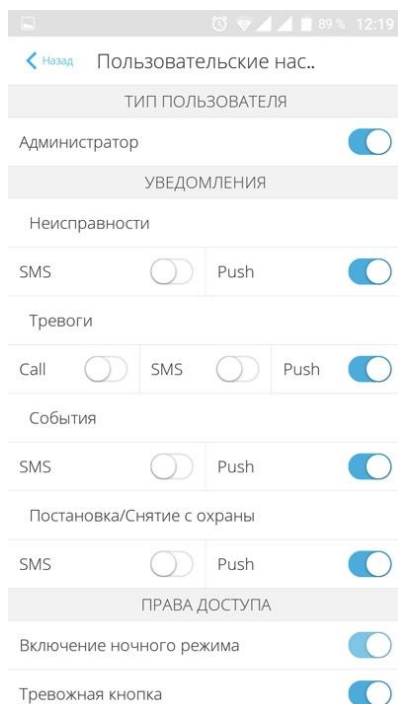 89 % 12:19
Назад Пользовательские нас..
ТИП ПОЛЬЗОВАТЕЛЯ
Администратор
УВЕДОМЛЕНИЯ
Неисправности
SMS Push
Тревоги
Call SMS Push
События
SMS Push
Постановка/Снятие с охраны
SMS Push
ПРАВА ДОСТУПА
Включение ночного режима
Тревожная кнопка